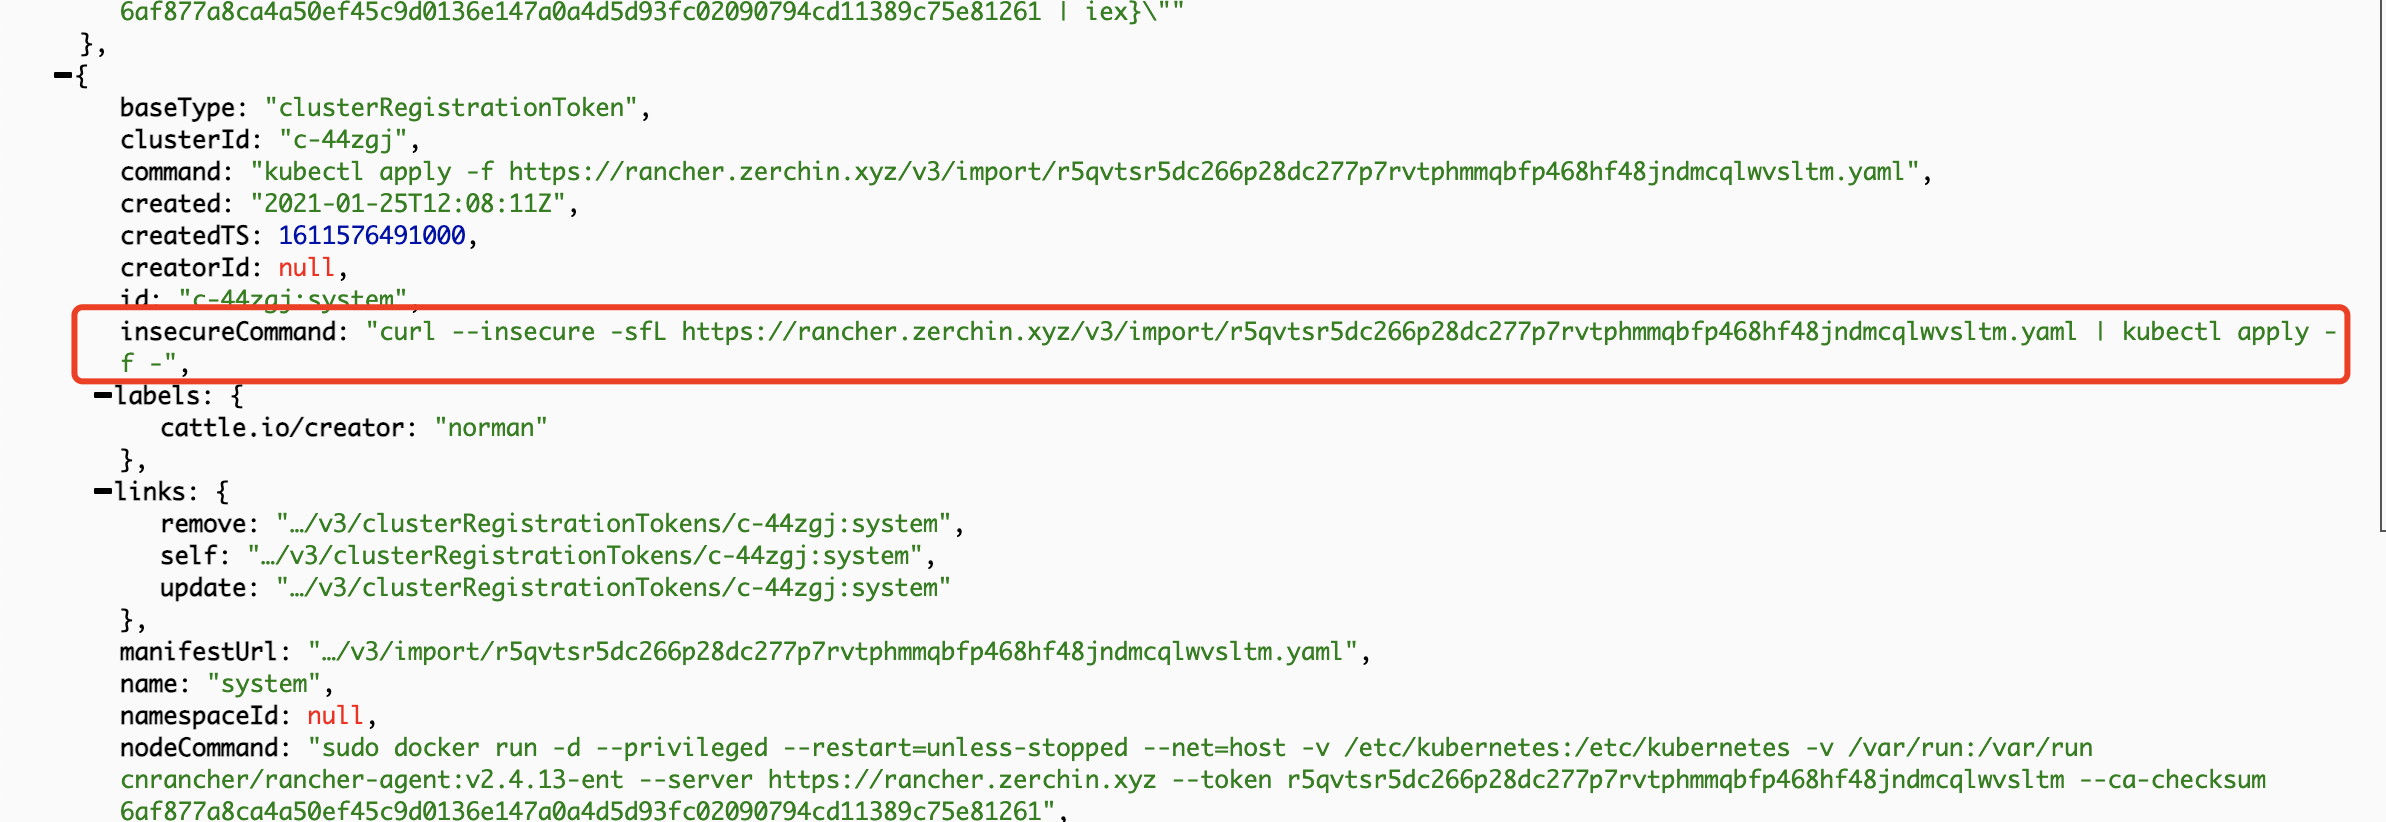 6af877a8ca4a50ef45c9d0136e147a0a4d5d93fc02090794cd11389c75e81261 | iex}\""
},
{
baseType: "clusterRegistrationToken",
clusterId: "c-44zgj",
command: "kubectl apply -f https://rancher.zerchin.xyz/v3/import/r5qvtsr5dc266p28dc277p7rvtphmmqbfp468hf48jndmcqlwvsltm.yaml",
created: "2021-01-25T12:08:11Z",
createdTS: 1611576491000,
creatorId: null,
id: "c-44zgj:system",
insecureCommand: "curl --insecure -sfL https://rancher.zerchin.xyz/v3/import/r5qvtsr5dc266p28dc277p7rvtphmmqbfp468hf48jndmcqlwvsltm.yaml | kubectl apply -
f -",
labels: {
cattle.io/creator: "norman"
},
links: {
remove: "…/v3/clusterRegistrationTokens/c-44zgj:system",
self: "…/v3/clusterRegistrationTokens/c-44zgj:system",
update: "…/v3/clusterRegistrationTokens/c-44zgj:system"
},
manifestUrl: "…/v3/import/r5qvtsr5dc266p28dc277p7rvtphmmqbfp468hf48jndmcqlwvsltm.yaml",
name: "system",
namespaceId: null,
nodeCommand: "sudo docker run -d --privileged --restart=unless-stopped --net=host -v /etc/kubernetes:/etc/kubernetes -v /var/run:/var/run
cnrancher/rancher-agent:v2.4.13-ent --server https://rancher.zerchin.xyz --token r5qvtsr5dc266p28dc277p7rvtphmmqbfp468hf48jndmcqlwvsltm --ca-checksum
6af877a8ca4a50ef45c9d0136e147a0a4d5d93fc02090794cd11389c75e81261",